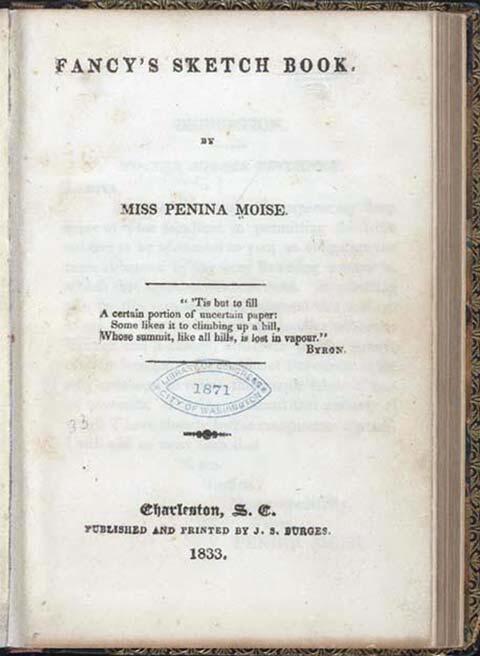 FANCY'S SKETCH BOOK.
BY
MISS PENINA MOISE.
" 'Tis but to fill
A certain portion of uncertain paper:
Some liken it to climbing up a hill,
Whose summit, like all hills, is lost in vapour."
BYRON.
LIBRARY OF CONGRESS
1871
CITY OF WASHINGTON
33
Charleston, S. C.
PUBLISHED AND PRINTED BY J. S. BURGES.
1833.